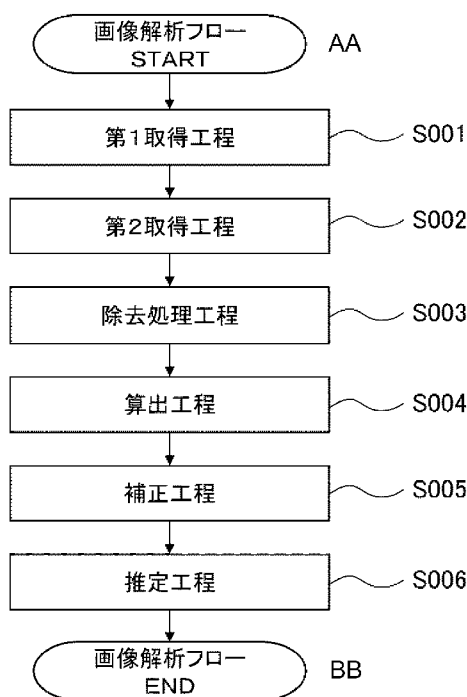 画像解析フロー
START
AA
第1取得工程
S001
第2取得工程
S002
除去処理工程
S003
算出工程
S004
補正工程
S005
推定工程
S006
画像解析フロー
END
BB